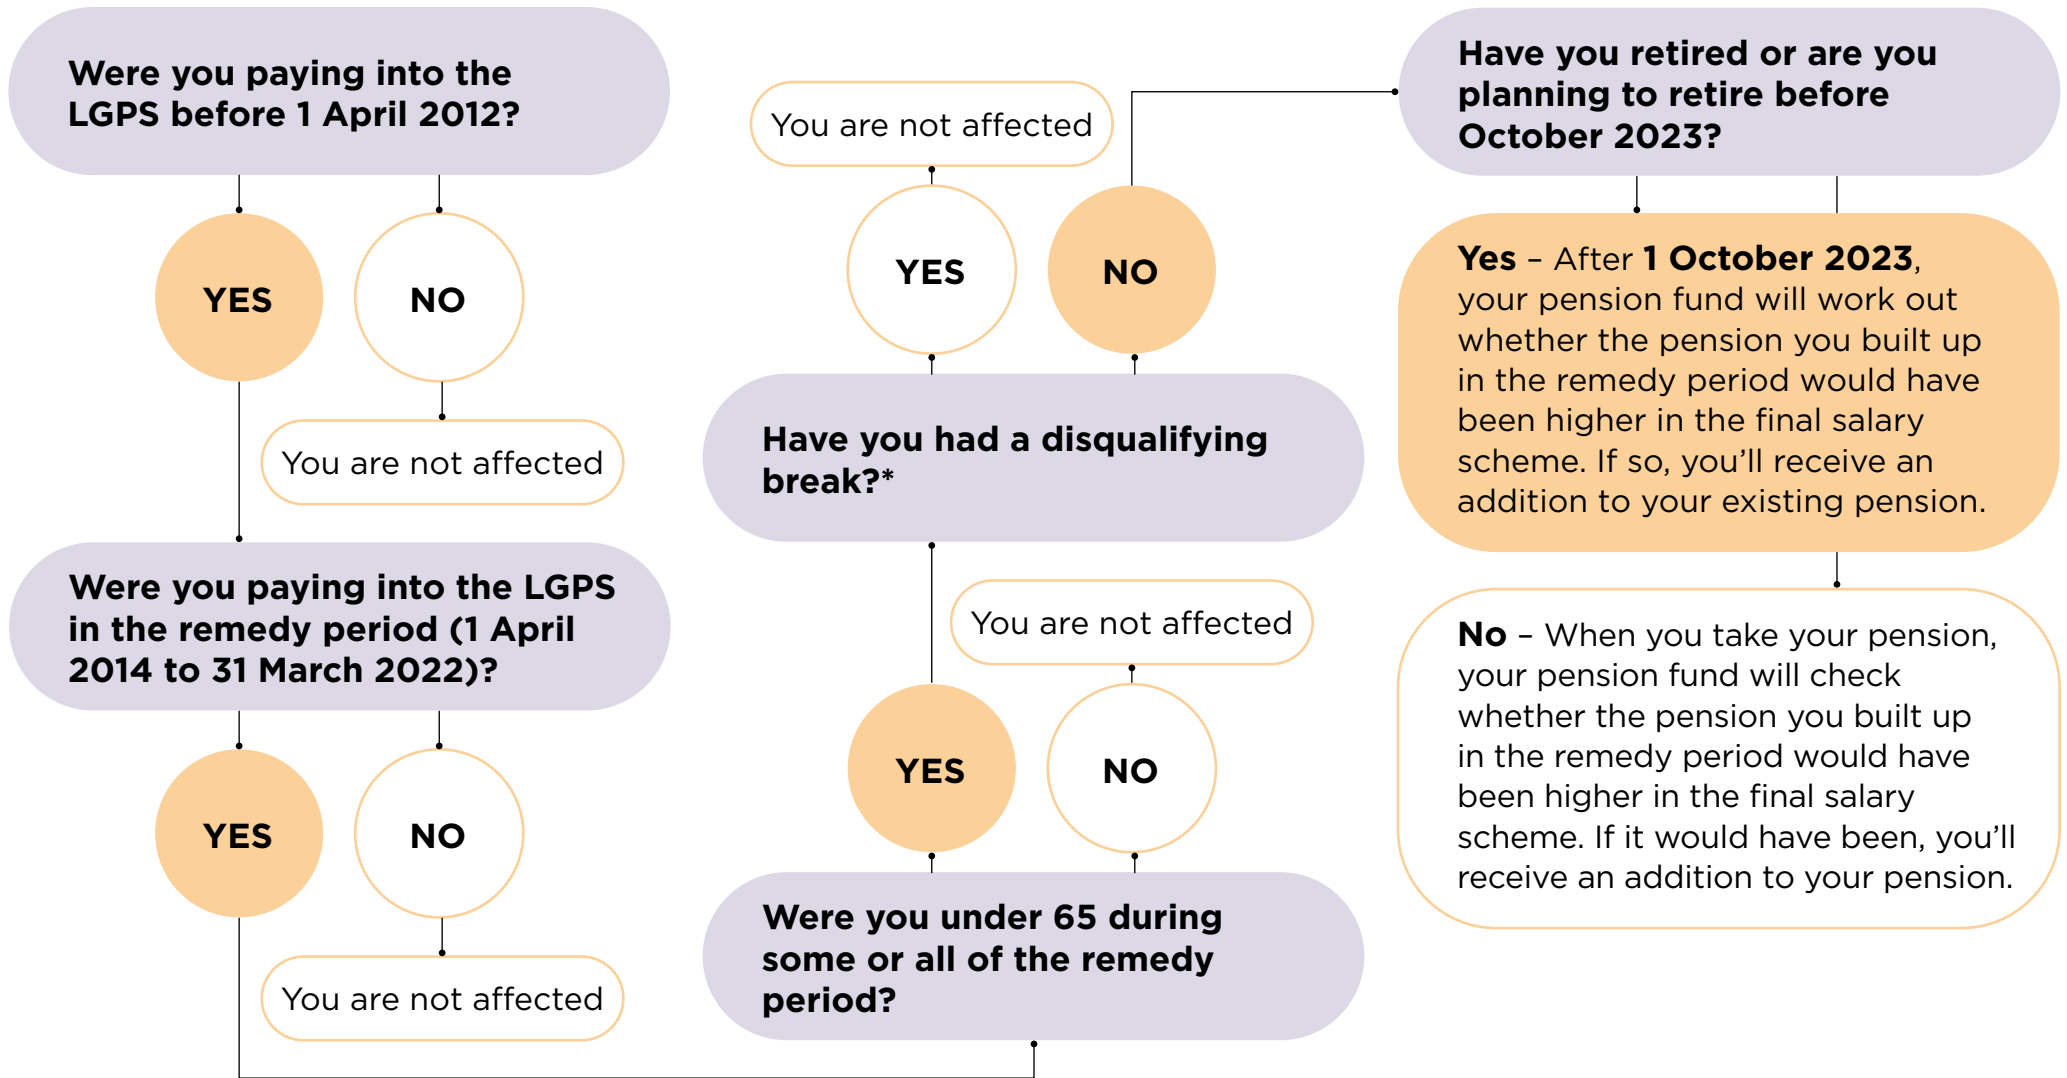 Were you paying into the
LGPS before 1 April 2012?
YES
NO
You are not affected
Were you paying into the LGPS
in the remedy period (1 April
2014 to 31 March 2022)?
YES
NO
You are not affected
Were you under 65 during
some or all of the remedy
period?
YES
NO
You are not affected
Have you had a disqualifying
break?*
YES
NO
You are not affected
Have you retired or are you
planning to retire before
October 2023?
Yes – After 1 October 2023,
your pension fund will work out
whether the pension you built up
in the remedy period would have
been higher in the final salary
scheme. If so, you’ll receive an
addition to your existing pension.
No – When you take your pension,
your pension fund will check
whether the pension you built up
in the remedy period would have
been higher in the final salary
scheme. If it would have been, you’ll
receive an addition to your pension.